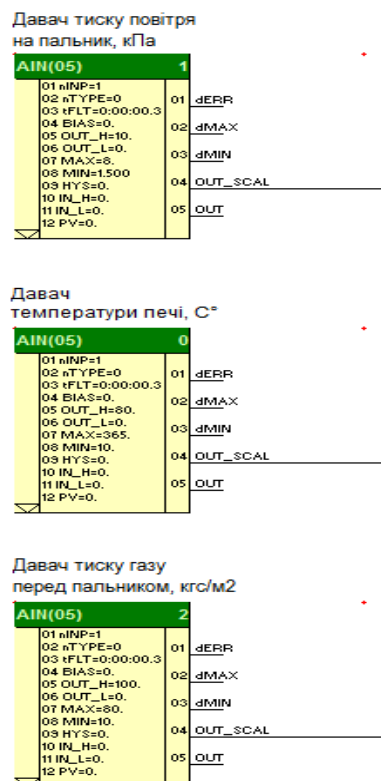 Давач тиску повітря
на пальник, кПа
AIN(05) 1
01 nINP=1
02 nTYPE=0
03 tFLT=0:00:00.3
04 BIAS=0.
05 OUT_H=10.
06 OUT_L=0.
07 MAX=8.
08 MIN=1.500
09 HYS=0.
10 IN_H=0.
11 IN_L=0.
12 PV=0.
01 dERR
02 dMAX
03 dMIN
04 OUT_SCAL
05 OUT
Давач
температури печі, С°
AIN(05) 0
01 nINP=1
02 nTYPE=0
03 tFLT=0:00:00.3
04 BIAS=0.
05 OUT_H=80.
06 OUT_L=0.
07 MAX=365.
08 MIN=10.
09 HYS=0.
10 IN_H=0.
11 IN_L=0.
12 PV=0.
01 dERR
02 dMAX
03 dMIN
04 OUT_SCAL
05 OUT
Давач тиску газу
перед пальником, кгс/м2
AIN(05) 2
01 nINP=1
02 nTYPE=0
03 tFLT=0:00:00.3
04 BIAS=0.
05 OUT_H=100.
06 OUT_L=0.
07 MAX=80.
08 MIN=10.
09 HYS=0.
10 IN_H=0.
11 IN_L=0.
12 PV=0.
01 dERR
02 dMAX
03 dMIN
04 OUT_SCAL
05 OUT